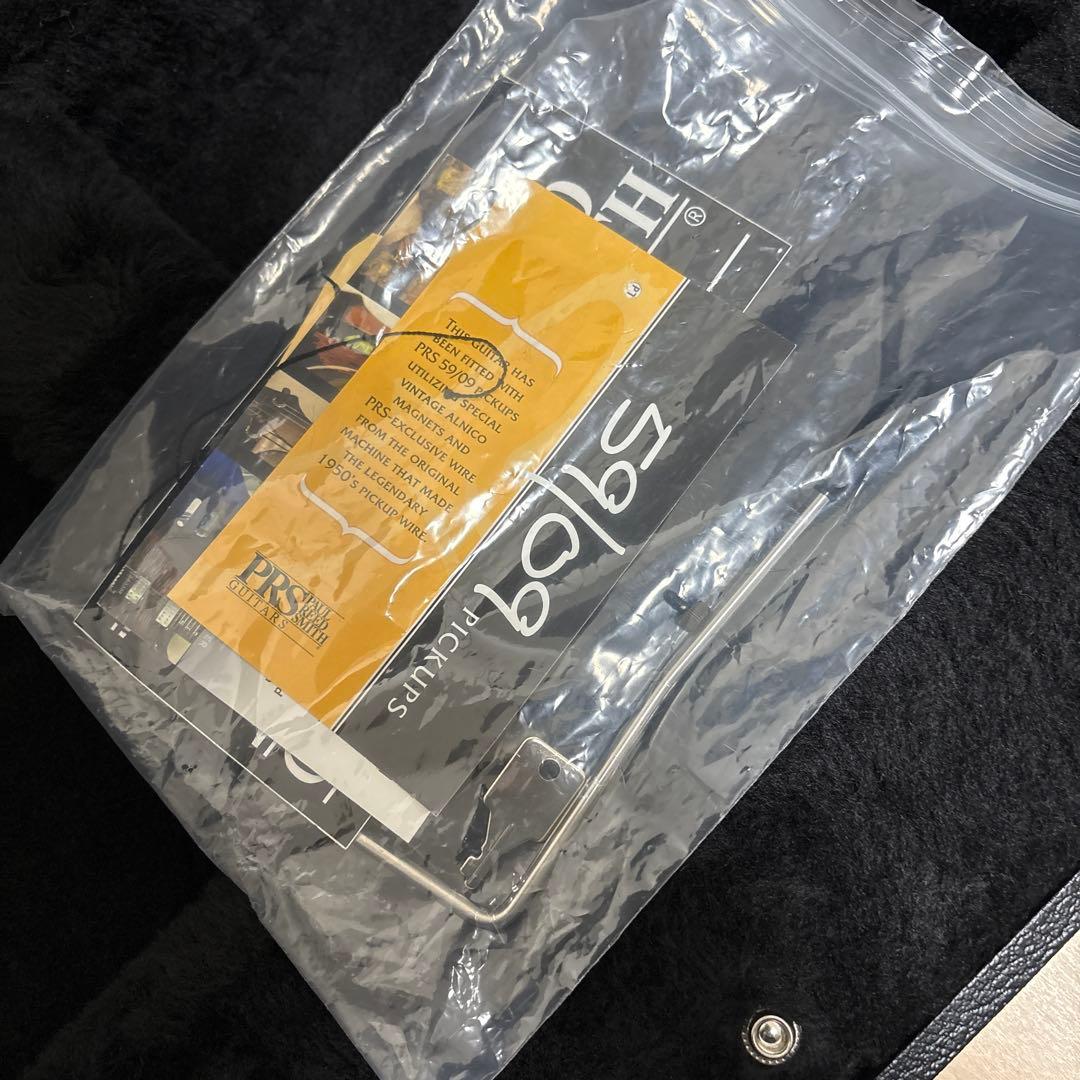 THIS GUITAR HAS
BEEN FITTED WITH
PRS 59/09 PICKUPS
UTILIZING SPECIAL
VINTAGE ALNICO
MAGNETS AND
PRS-EXCLUSIVE WIRE
FROM THE ORIGINAL
MACHINE THAT MADE
THE LEGENDARY
1950'S PICKUP WIRE.
PRS PAUL
REED
SMITH
GUITARS
59/09
PICKUPS
H®